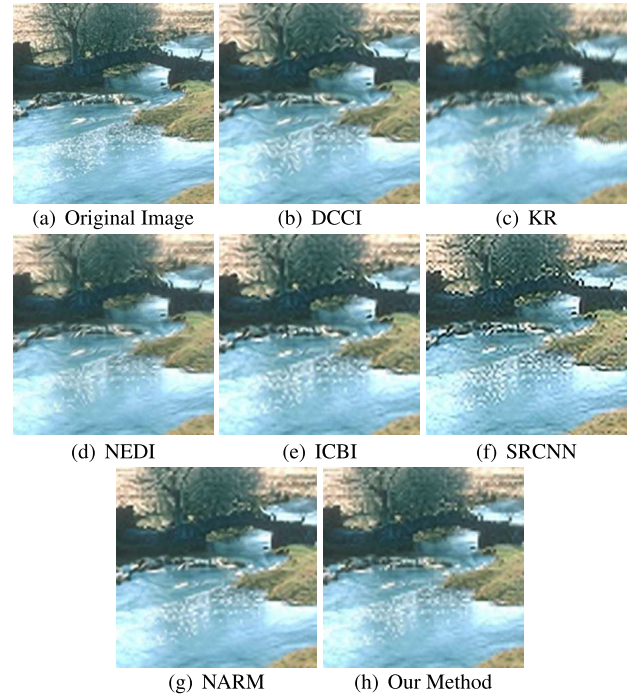 (a) Original Image
(b) DCCI
(c) KR
(d) NEDI
(e) ICBI
(f) SRCNN
(g) NARM
(h) Our Method